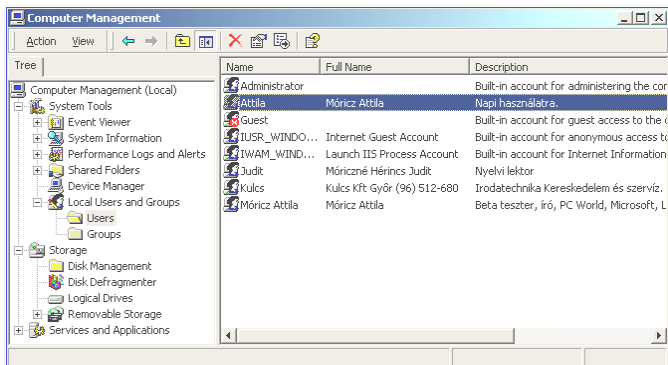 Computer Management
Action View
Tree
Computer Management (Local)
System Tools
Event Viewer
System Information
Performance Logs and Alerts
Shared Folders
Device Manager
Local Users and Groups
Users
Groups
Storage
Disk Management
Disk Defragmenter
Logical Drives
Removable Storage
Services and Applications
Name Full Name Description
Administrator Built-in account for administering the cor
Attila Móricz Attila Napi használatra.
Guest Built-in account for guest access to the c
IUSR_WINDO... Internet Guest Account Built-in account for anonymous access to
IWAM_WIND... Launch IIS Process Account Built-in account for Internet Information
Judit Móriczné Hérincs Judit Nyelvi lektor
Kulcs Kulcs Kft Győr (96) 512-680 Irodatechnika Kereskedelem és szervíz.
Móricz Attila Móricz Attila Beta teszter, író, PC World, Microsoft, L